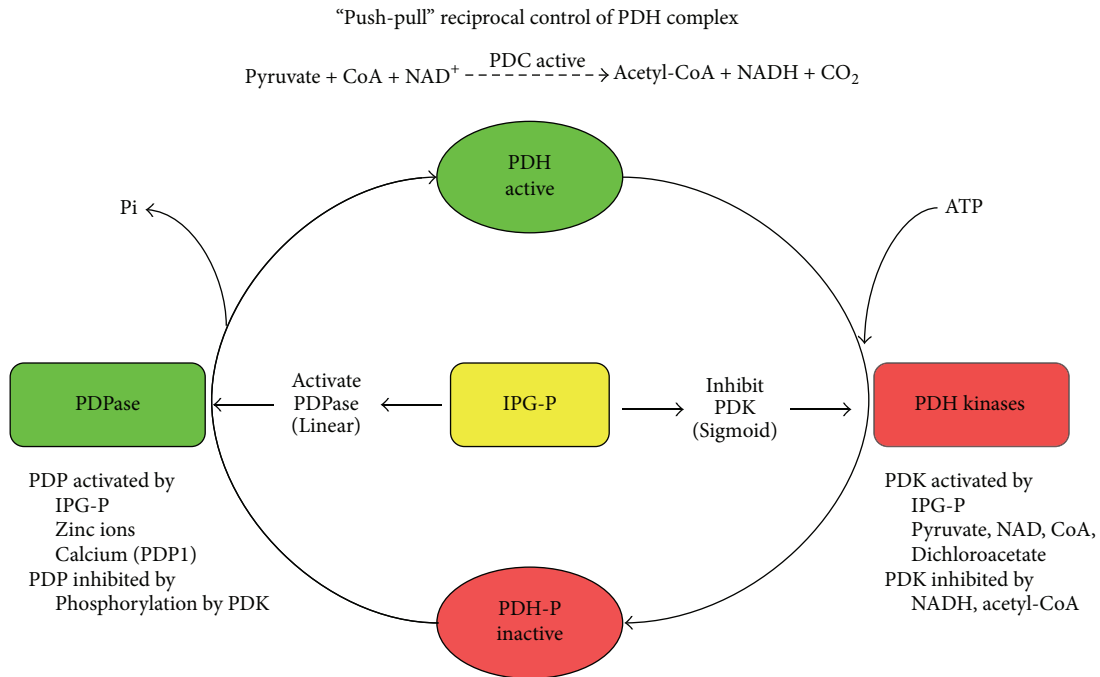 “Push-pull” reciprocal control of PDH complex
Pyruvate + CoA + NAD⁺
PDC active
Acetyl-CoA + NADH + CO₂
PDH
active
Pi
ATP
PDPase
Activate
PDPase
(Linear)
IPG-P
Inhibit
PDK
(Sigmoid)
PDH kinases
PDP activated by
IPG-P
Zinc ions
Calcium (PDP1)
PDP inhibited by
Phosphorylation by PDK
PDK activated by
IPG-P
Pyruvate, NAD, CoA,
Dichloroacetate
PDK inhibited by
NADH, acetyl-CoA
PDH-P
inactive